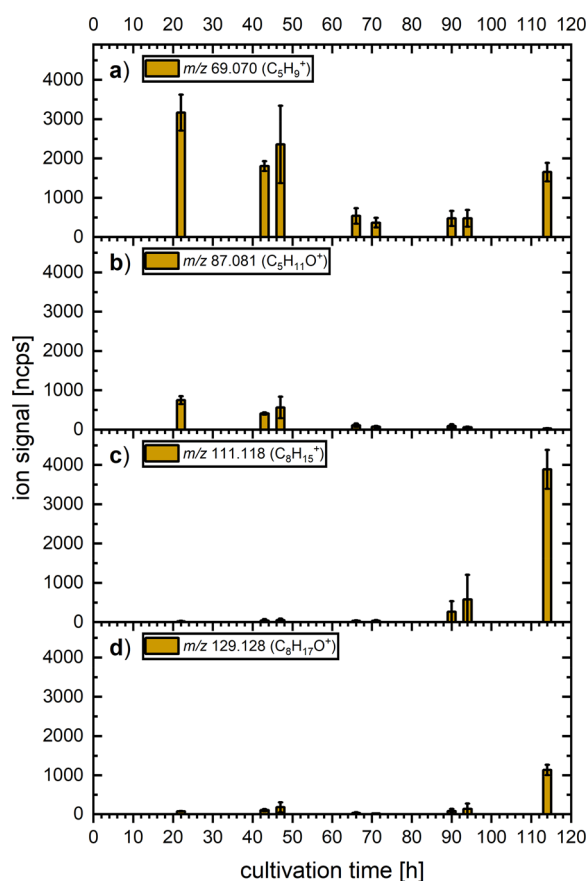 0 10 20 30 40 50 60 70 80 90 100 110 120
a) m/z 69.070 (C₅H₉⁺)
4000
3000
2000
1000
0
b) m/z 87.081 (C₅H₁₁O⁺)
4000
3000
2000
1000
0
c) m/z 111.118 (C₈H₁₅⁺)
4000
3000
2000
1000
0
d) m/z 129.128 (C₈H₁₇O⁺)
4000
3000
2000
1000
0
ion signal [ncps]
0 10 20 30 40 50 60 70 80 90 100 110 120
cultivation time [h]